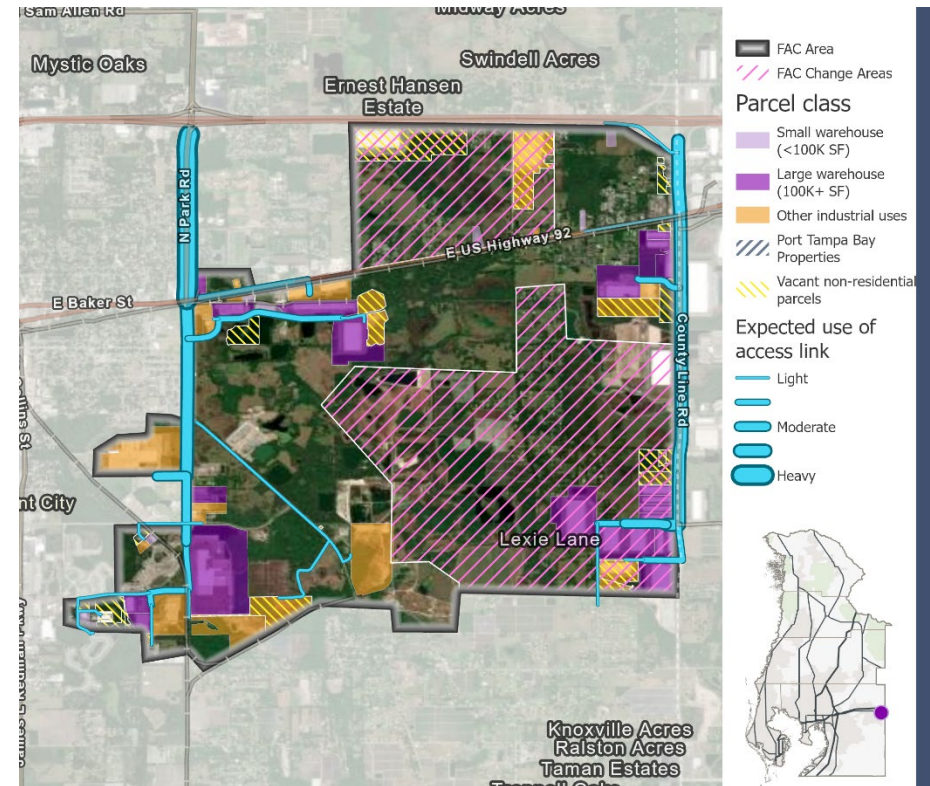 Sam Allen Rd
Midway Acres
Mystic Oaks
Swindell Acres
Ernest Hansen
Estate
N Park Rd
E US Highway 92
E Baker St
County Line Rd
nt City
Lexie Lane
Knoxville Acres
Ralston Acres
Taman Estates
FAC Area
FAC Change Areas
Parcel class
Small warehouse
(<100K SF)
Large warehouse
(100K+ SF)
Other industrial uses
Port Tampa Bay
Properties
Vacant non-residential
parcels
Expected use of
access link
Light
Moderate
Heavy